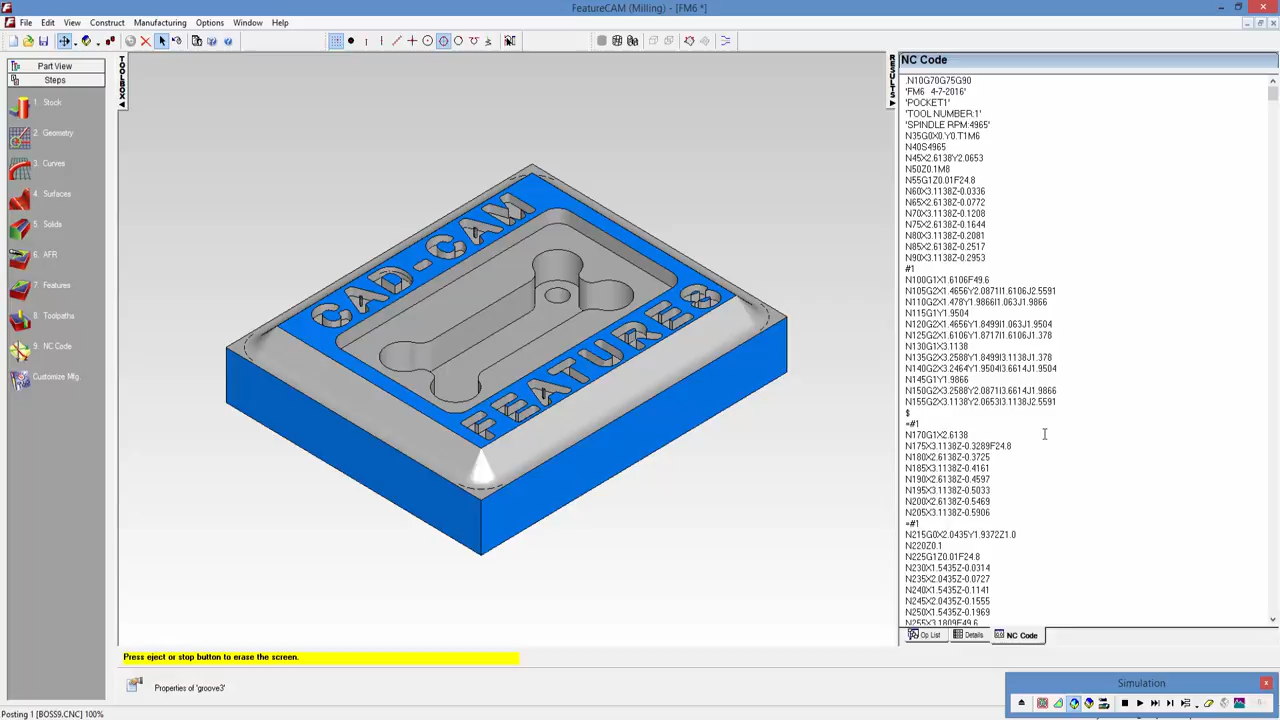 FeatureCAM (Milling) - [FM6 *]
File Edit View Construct Manufacturing Options Window Help
TOOLBOX
RESULTS
Part View
Steps
1. Stock
2. Geometry
3. Curves
4. Surfaces
5. Solids
6. AFR
7. Features
8. Toolpaths
9. NC Code
Customize Mfg.
CAD-CAM
FEATURES
NC Code
.N10G70G75G90
'FM6 4-7-2016'
'POCKET1'
'TOOL NUMBER:1'
'SPINDLE RPM:4965'
N35G0X0.Y0.T1M6
N40S4965
N45X2.6138Y2.0653
N50Z0.1M8
N55G1Z0.01F24.8
N60X3.1138Z-0.0336
N65X2.6138Z-0.0772
N70X3.1138Z-0.1208
N75X2.6138Z-0.1644
N80X3.1138Z-0.2081
N85X2.6138Z-0.2517
N90X3.1138Z-0.2953
#1
N100G1X1.6106F49.6
N105G2X1.4656Y2.0871I1.6106J2.5591
N110G2X1.478Y1.9866I1.063J1.9866
N115G1Y1.9504
N120G2X1.4656Y1.8499I1.063J1.9504
N125G2X1.6106Y1.8717I1.6106J1.378
N130G1X3.1138
N135G2X3.2588Y1.8499I3.1138J1.378
N140G2X3.2464Y1.9504I3.6614J1.9504
N145G1Y1.9866
N150G2X3.2588Y2.0871I3.6614J1.9866
N155G2X3.1138Y2.0653I3.1138J2.5591
$
=#1
N170G1X2.6138
N175X3.1138Z-0.3289F24.8
N180X2.6138Z-0.3725
N185X3.1138Z-0.4161
N190X2.6138Z-0.4597
N195X3.1138Z-0.5033
N200X2.6138Z-0.5469
N205X3.1138Z-0.5906
=#1
N215G0X2.0435Y1.9372Z1.0
N220Z0.1
N225G1Z0.01F24.8
N230X1.5435Z-0.0314
N235X2.0435Z-0.0727
N240X1.5435Z-0.1141
N245X2.0435Z-0.1555
N250X1.5435Z-0.1969
N255X3.1809F49.6
Op List Details NC Code
Press eject or stop button to erase the screen.
Properties of 'groove3'
Simulation
Posting 1 [BOSS9.CNC] 100%